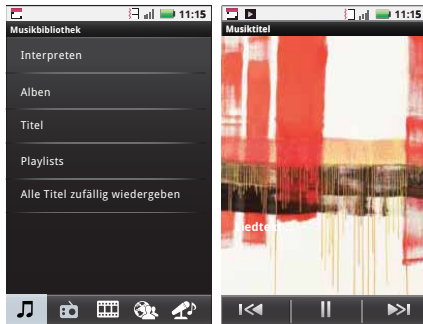 11:15
Musikbibliothek
Interpreten
Alben
Titel
Playlists
Alle Titel zufällig wiedergeben
11:15
Musiktitel